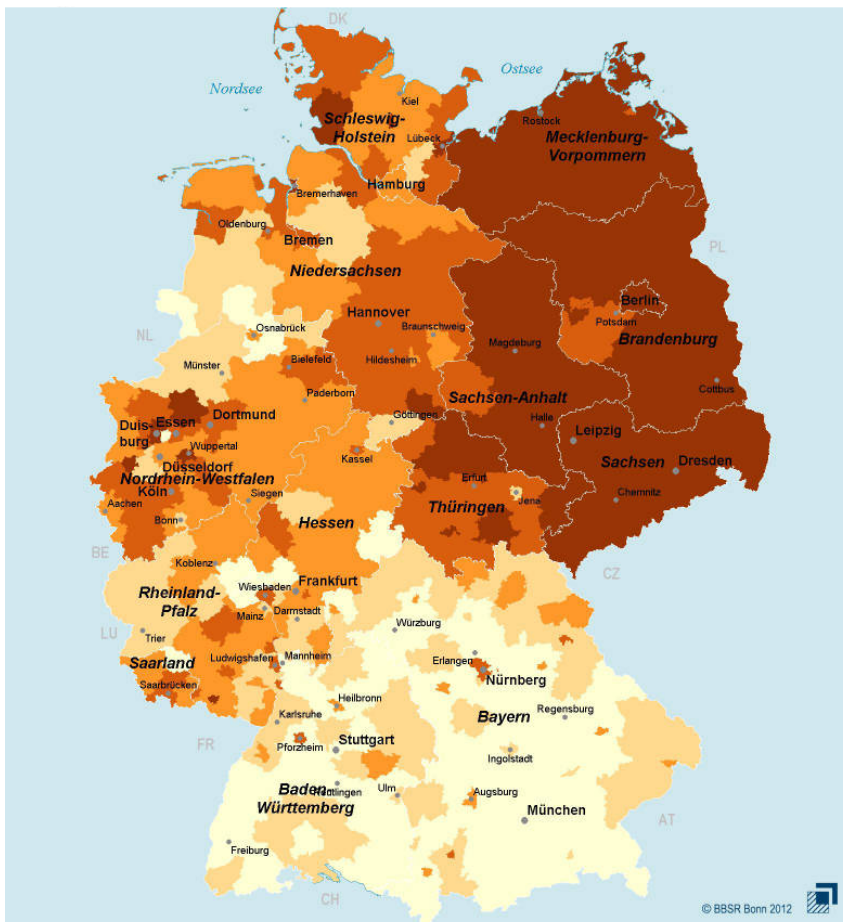 DK
Nordsee
Ostsee
Kiel
Schleswig-
Holstein
Lübeck
Rostock
Mecklenburg-
Vorpommern
Hamburg
Bremerhaven
Oldenburg
Bremen
Niedersachsen
PL
Hannover
Braunschweig
Osnabrück
Berlin
Potsdam
Brandenburg
NL
Magdeburg
Hildesheim
Bielefeld
Münster
Paderborn
Cottbus
Sachsen-Anhalt
Göttingen
Halle
Duis-
burg
Essen
Dortmund
Wuppertal
Düsseldorf
Leipzig
Sachsen
Dresden
Kassel
Nordrhein-Westfalen
Köln
Siegen
Erfurt
Jena
Chemnitz
Thüringen
Aachen
Bonn
Hessen
BE
Koblenz
CZ
Wiesbaden
Frankfurt
Rheinland-
Pfalz
Mainz
Darmstadt
LU
Trier
Würzburg
Saarland
Ludwigshafen
Mannheim
Erlangen
Nürnberg
Saarbrücken
Heilbronn
Bayern
Regensburg
Karlsruhe
FR
Pforzheim
Stuttgart
Ingolstadt
Baden-
Württemberg
Reutlingen
Ulm
Augsburg
München
AT
Freiburg
CH
© BBSR Bonn 2012